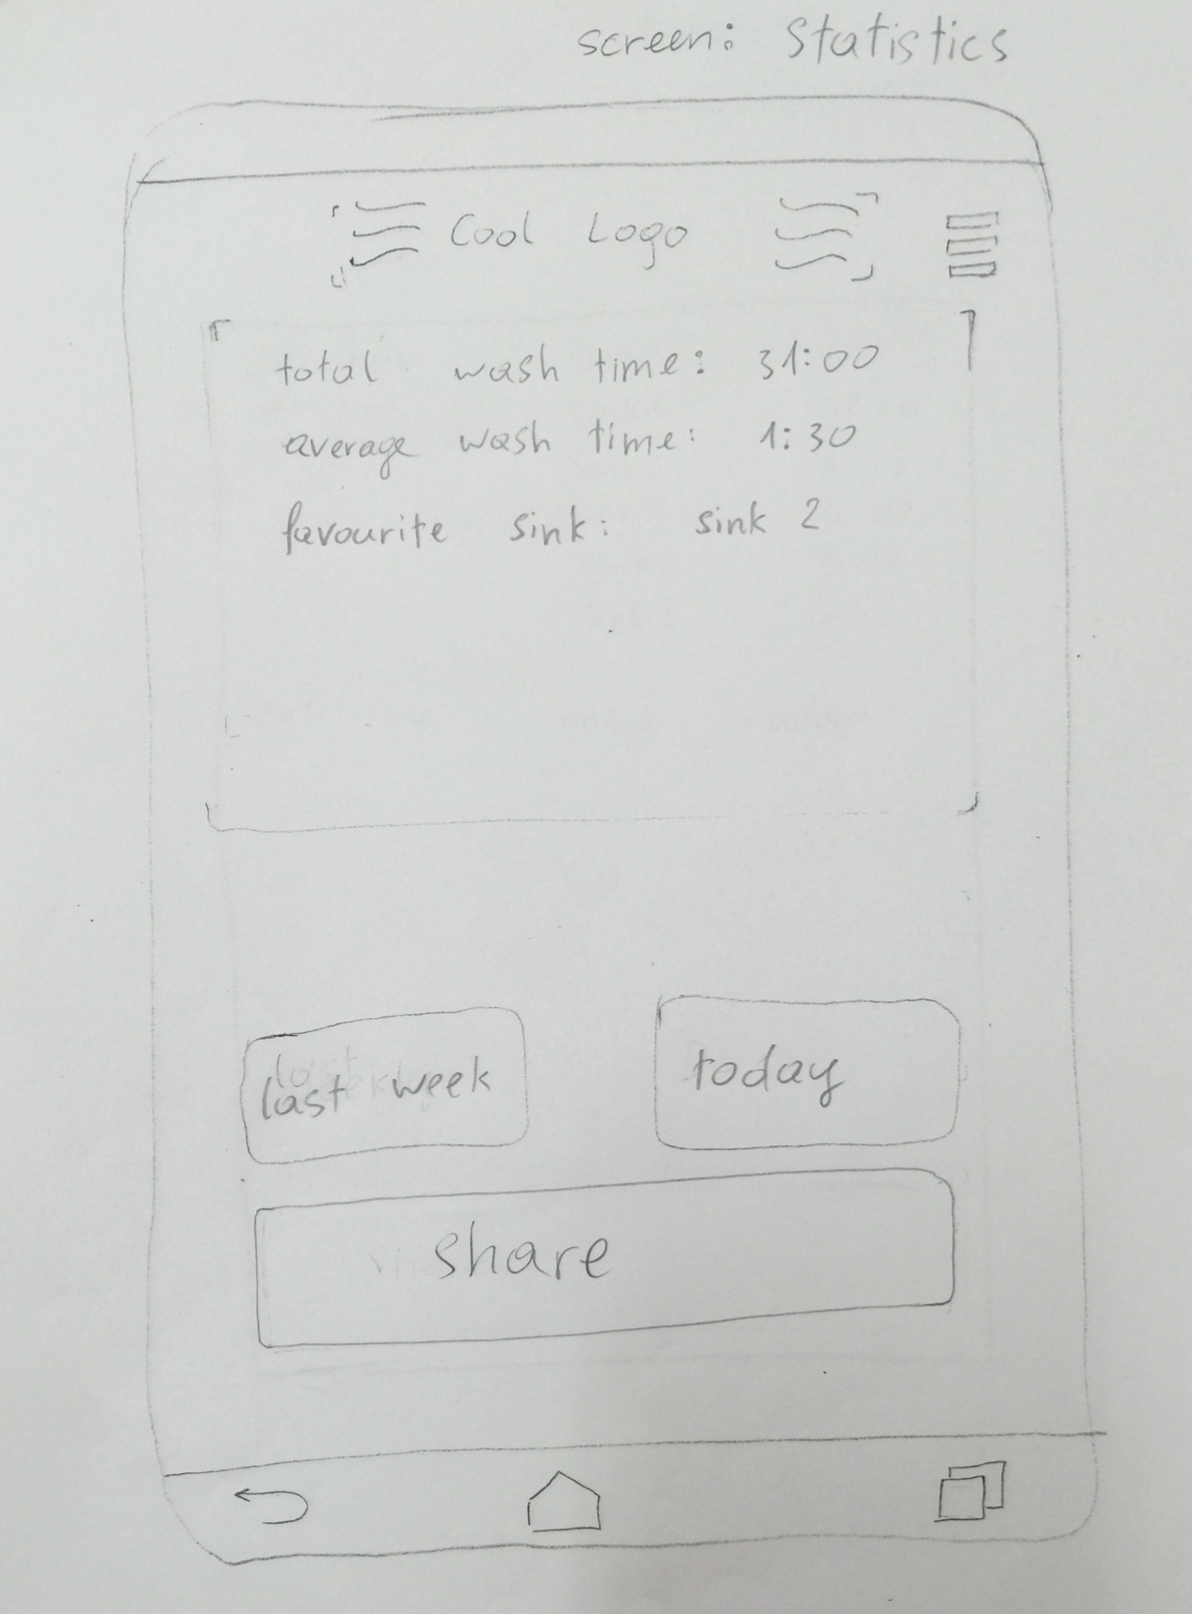 screen: Statistics
Cool Logo
total wash time: 31:00
average wash time: 1:30
favourite sink: sink 2
last week
today
share